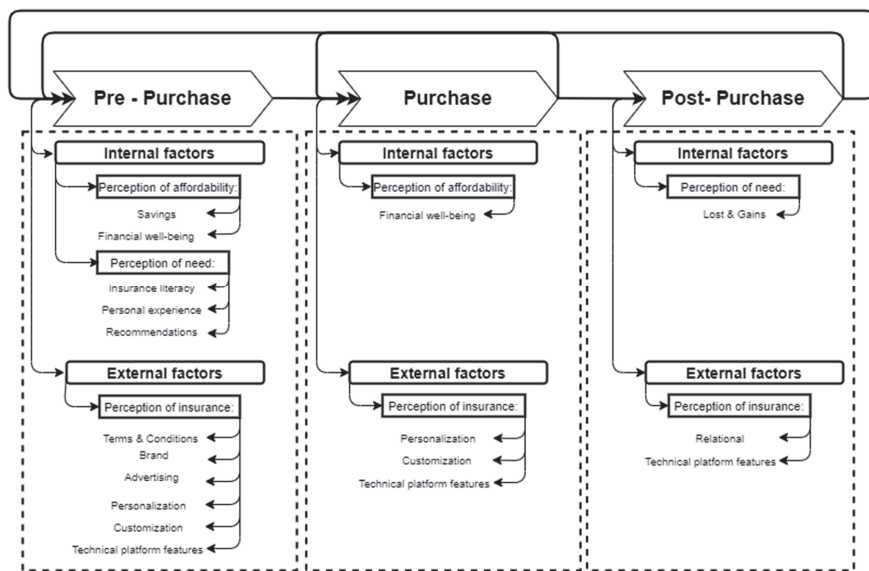 Pre - Purchase
Purchase
Post- Purchase
Internal factors
Perception of affordability:
Savings
Financial well-being
Perception of need:
Insurance literacy
Personal experience
Recommendations
External factors
Perception of insurance:
Terms & Conditions
Brand
Advertising
Personalization
Customization
Technical platform features
Internal factors
Perception of affordability:
Financial well-being
External factors
Perception of insurance:
Personalization
Customization
Technical platform features
Internal factors
Perception of need:
Lost & Gains
External factors
Perception of insurance:
Relational
Technical platform features